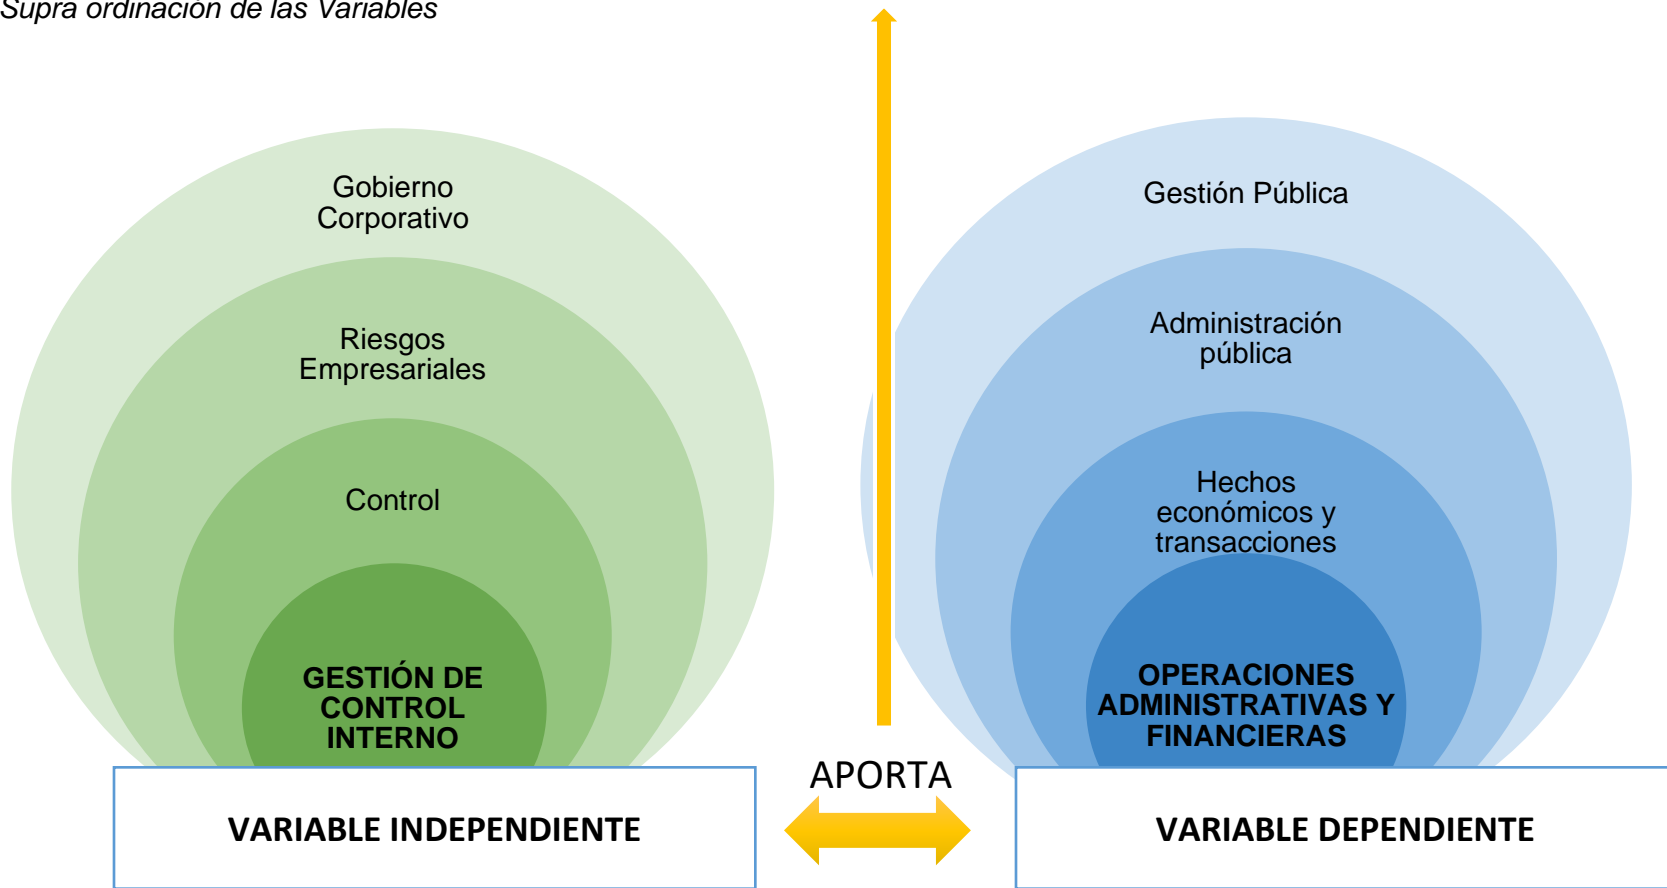 Supra ordinación de las Variables
Gobierno
Corporativo
Riesgos
Empresariales
Control
GESTIÓN DE
CONTROL
INTERNO
VARIABLE INDEPENDIENTE
APORTA
Gestión Pública
Administración
pública
Hechos
económicos y
transacciones
OPERACIONES
ADMINISTRATIVAS Y
FINANCIERAS
VARIABLE DEPENDIENTE